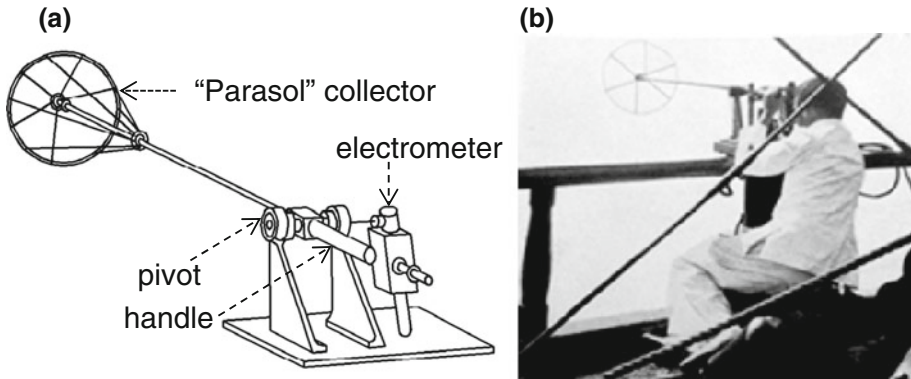 (a)
(b)
“Parasol” collector
electrometer
pivot
handle